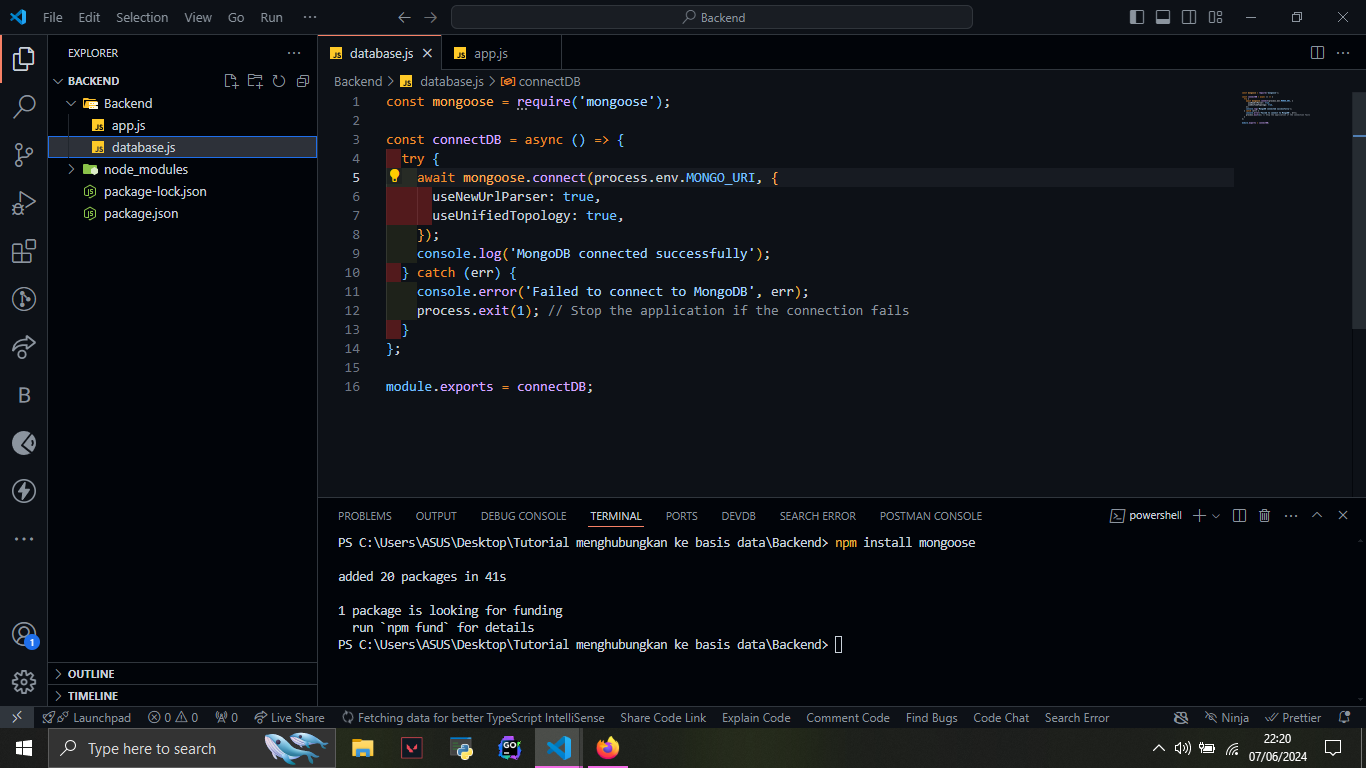 File Edit Selection View Go Run ···
Backend
EXPLORER
BACKEND
Backend
JS app.js
JS database.js
node_modules
package-lock.json
package.json
OUTLINE
TIMELINE
B
1
JS database.js
JS app.js
Backend > JS database.js > connectDB
1 const mongoose = require('mongoose');
2
3 const connectDB = async () => {
4 try {
5 await mongoose.connect(process.env.MONGO_URI, {
6 useNewUrlParser: true,
7 useUnifiedTopology: true,
8 });
9 console.log('MongoDB connected successfully');
10 } catch (err) {
11 console.error('Failed to connect to MongoDB', err);
12 process.exit(1); // Stop the application if the connection fails
13 }
14 };
15
16 module.exports = connectDB;
PROBLEMS OUTPUT DEBUG CONSOLE TERMINAL PORTS DEVDB SEARCH ERROR POSTMAN CONSOLE
powershell
PS C:\Users\ASUS\Desktop\Tutorial menghubungkan ke basis data\Backend> npm install mongoose
added 20 packages in 41s
1 package is looking for funding
run `npm fund` for details
PS C:\Users\ASUS\Desktop\Tutorial menghubungkan ke basis data\Backend>
Launchpad 0 0 0 Live Share Fetching data for better TypeScript IntelliSense Share Code Link Explain Code Comment Code Find Bugs Code Chat Search Error Ninja Prettier
Type here to search
GO
22:20
07/06/2024